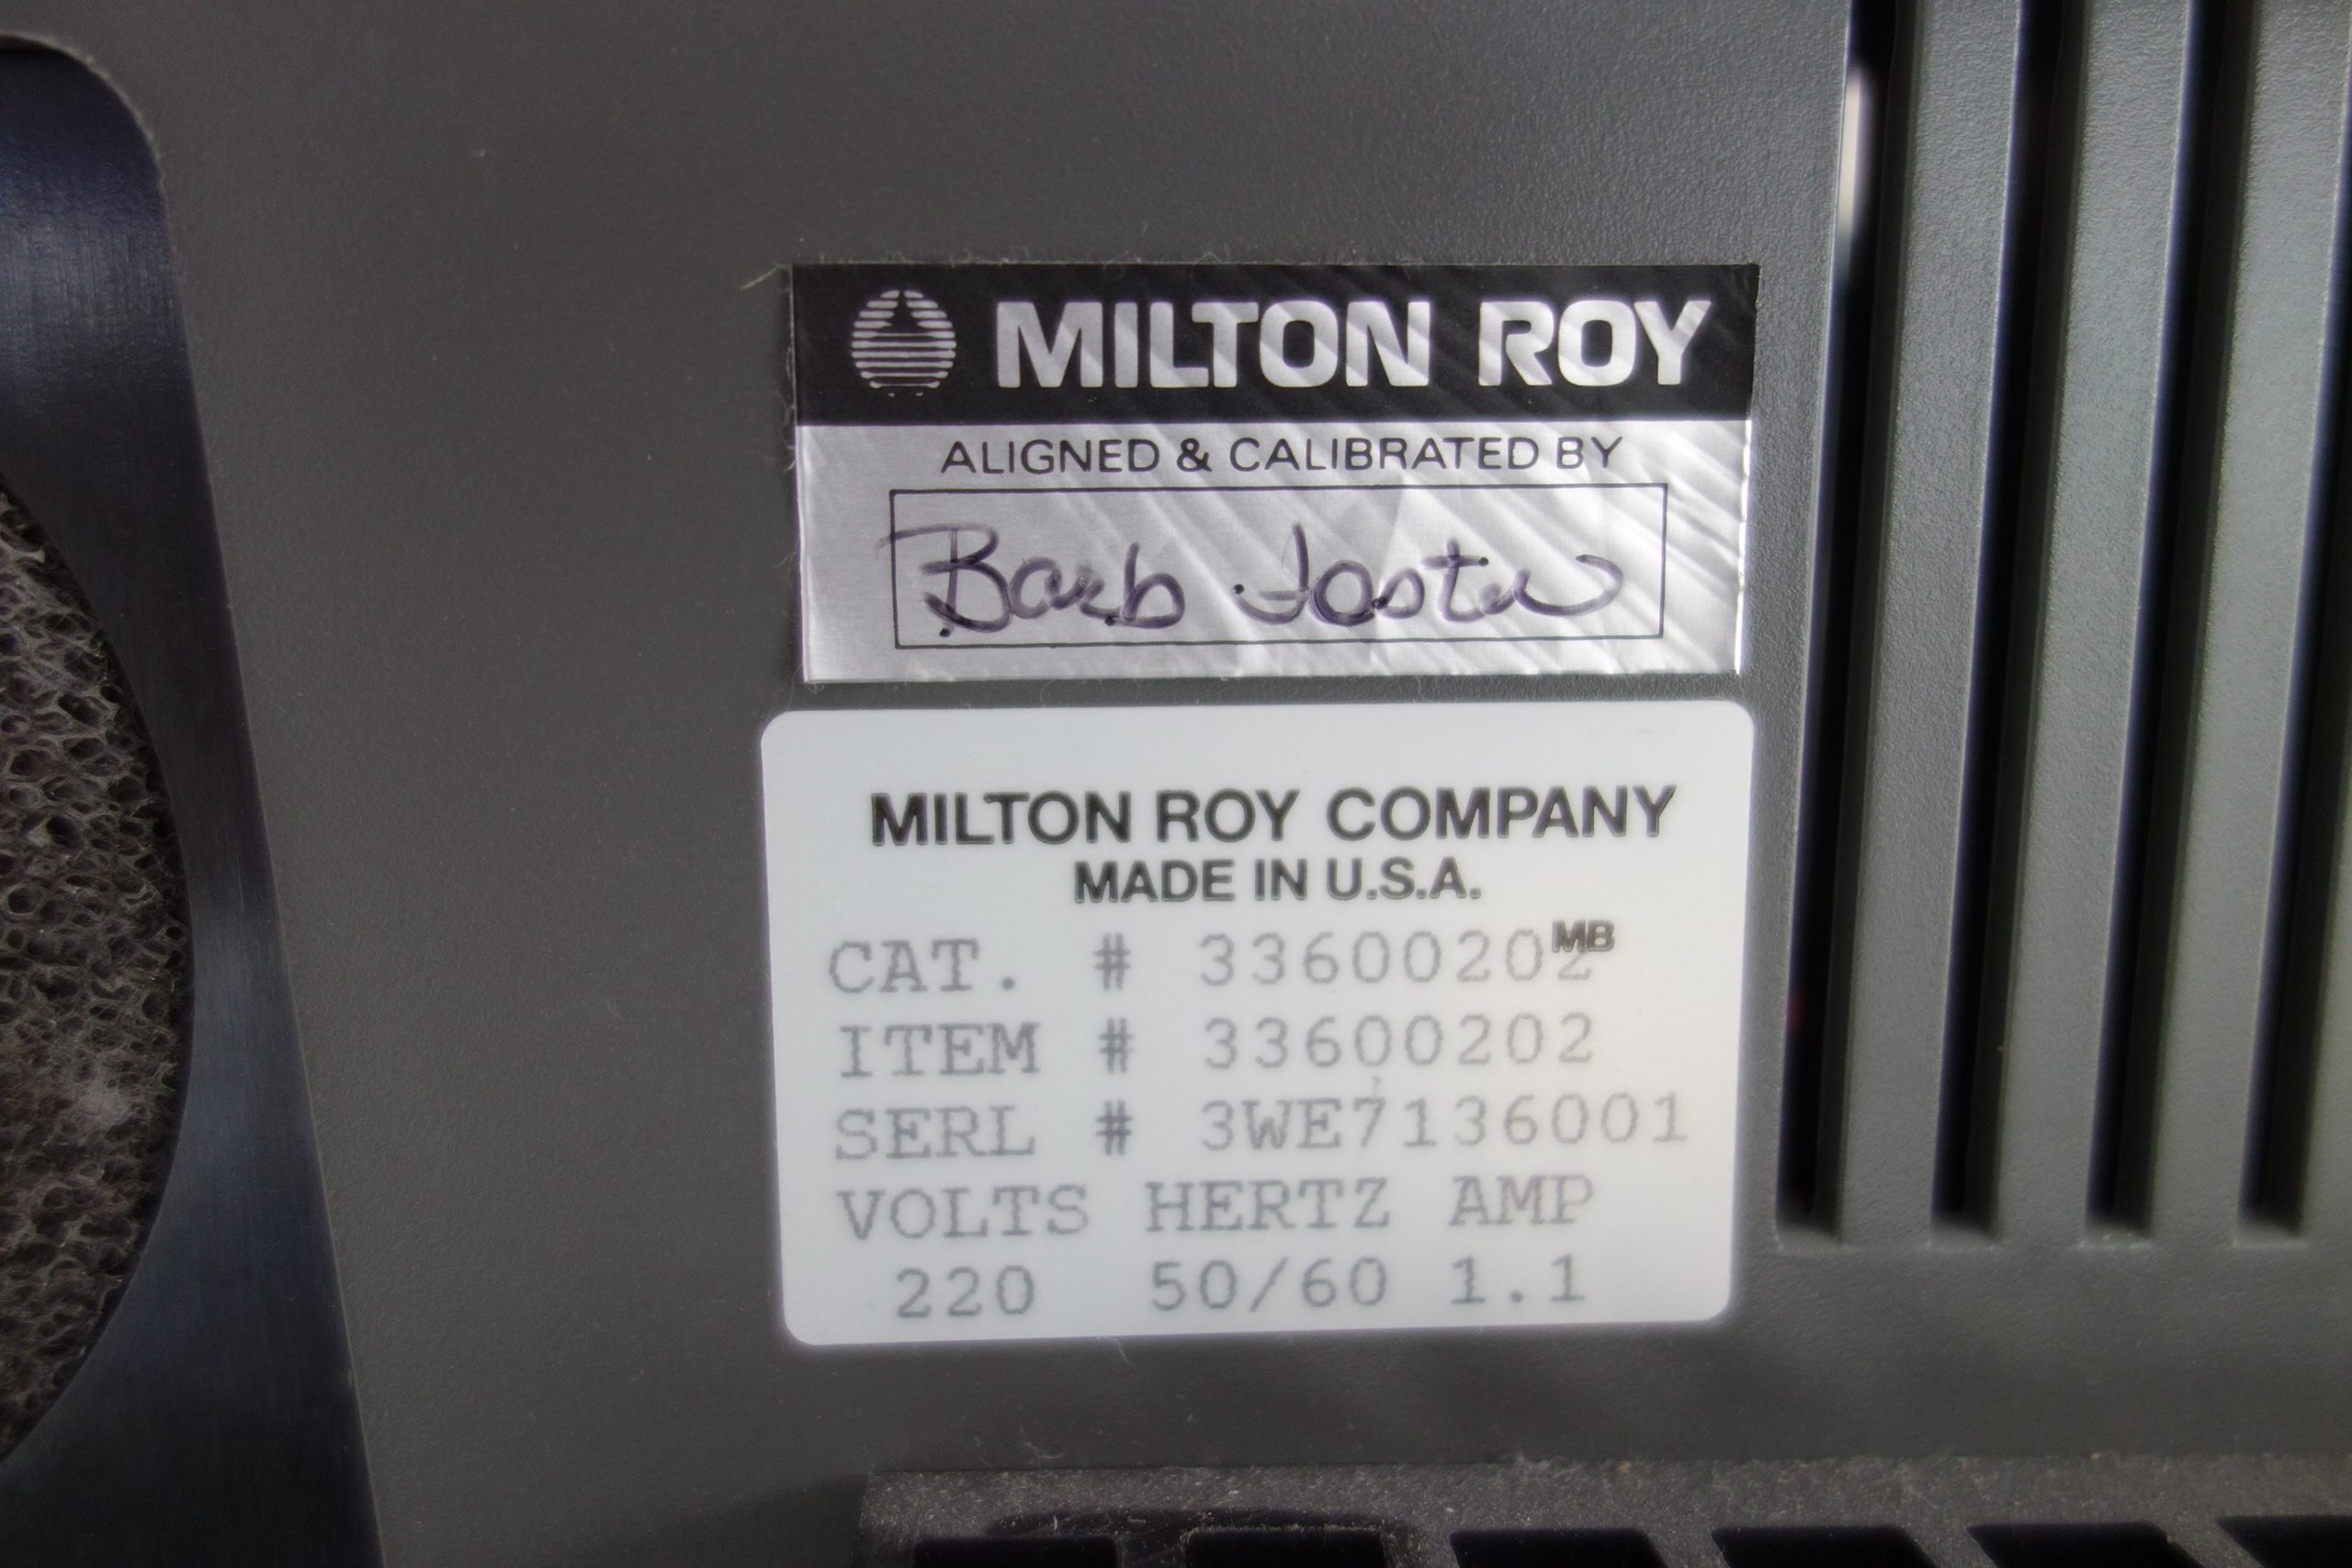 MILTON ROY
ALIGNED & CALIBRATED BY
Barb Foster
MILTON ROY COMPANY
MADE IN U.S.A.
CAT. # 33600202 MB
ITEM # 33600202
SERL # 3WE7136001
VOLTS HERTZ AMP
220 50/60 1.1